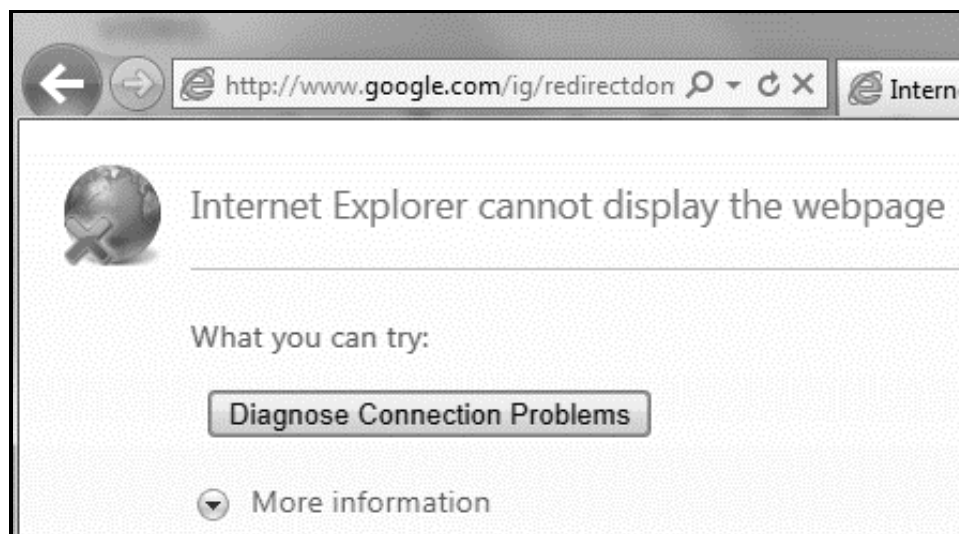 http://www.google.com/ig/redirectdon
Intern
Internet Explorer cannot display the webpage
What you can try:
Diagnose Connection Problems
More information